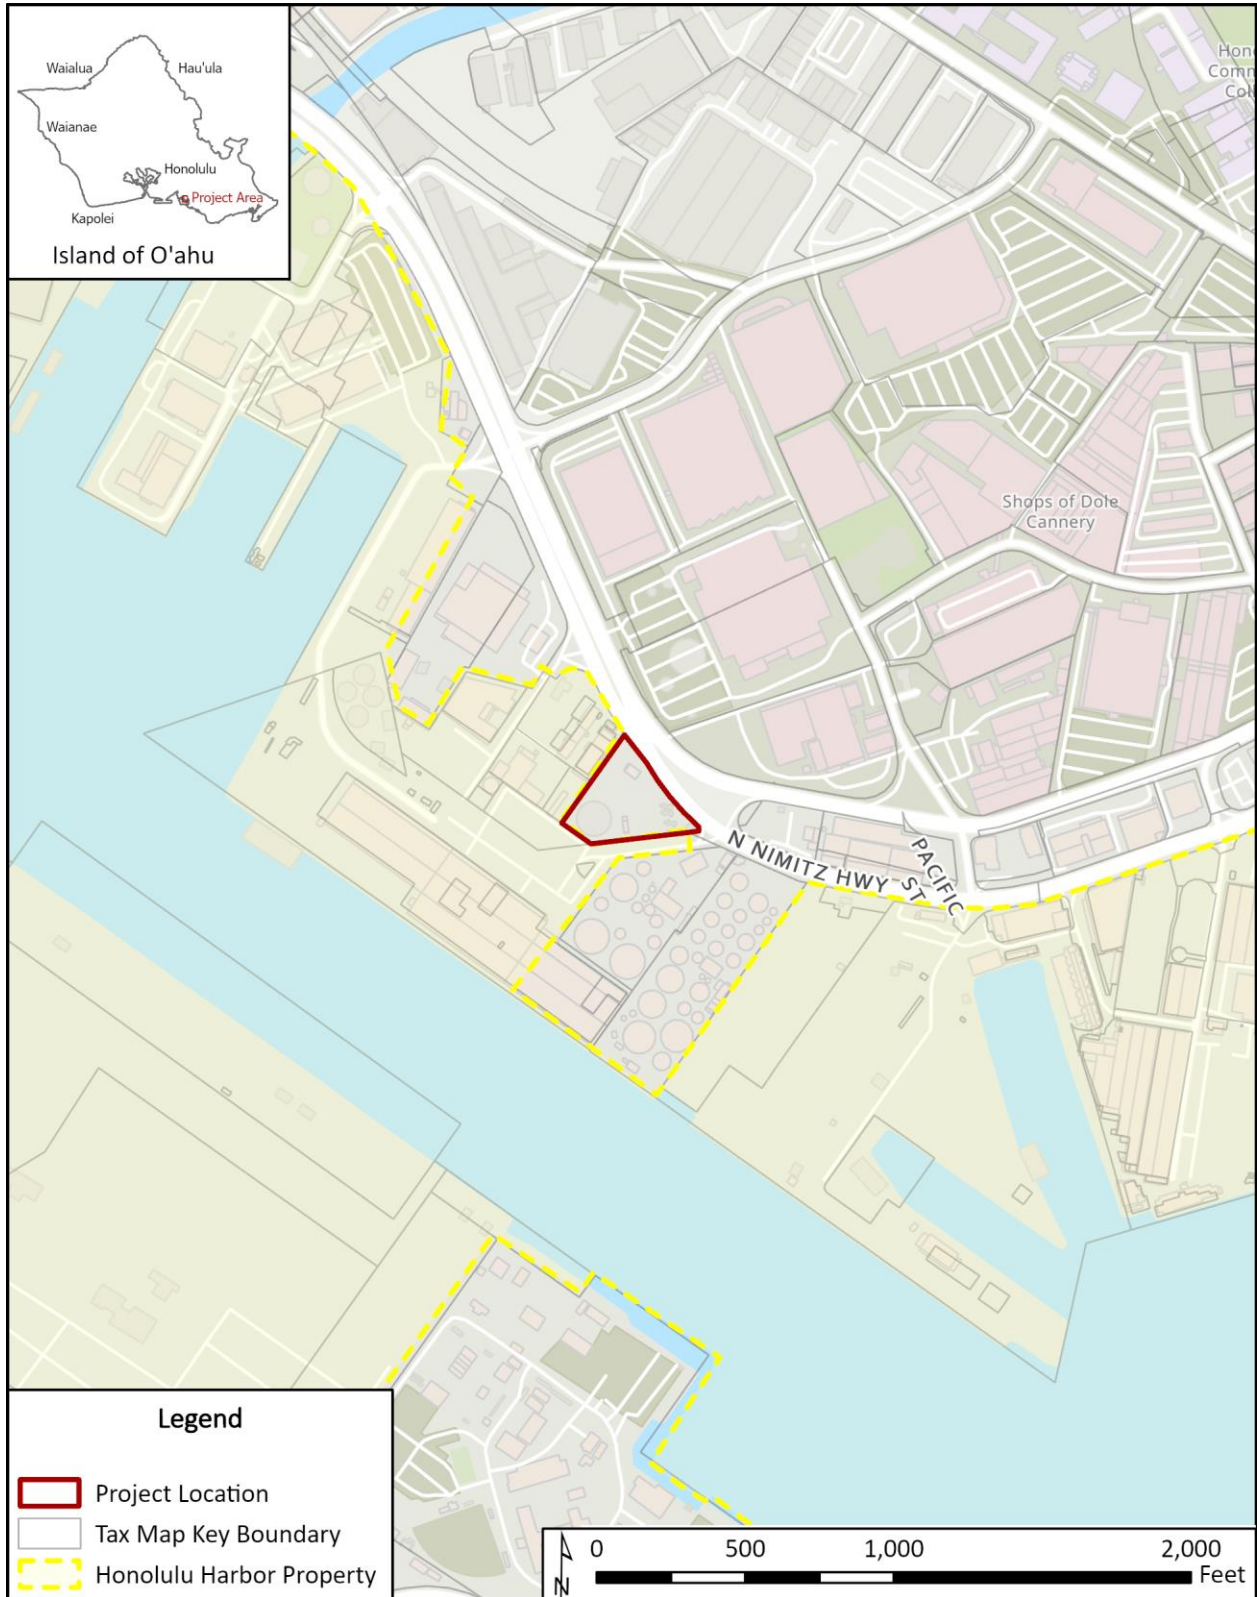 Waialua
Hau'ula
Waianae
Honolulu
Project Area
Kapolei
Island of O'ahu
Shops of Dole
Cannery
N NIMITZ HWY
PACIFIC
ST
Legend
Project Location
Tax Map Key Boundary
Honolulu Harbor Property
N
0 500 1,000 2,000
Feet